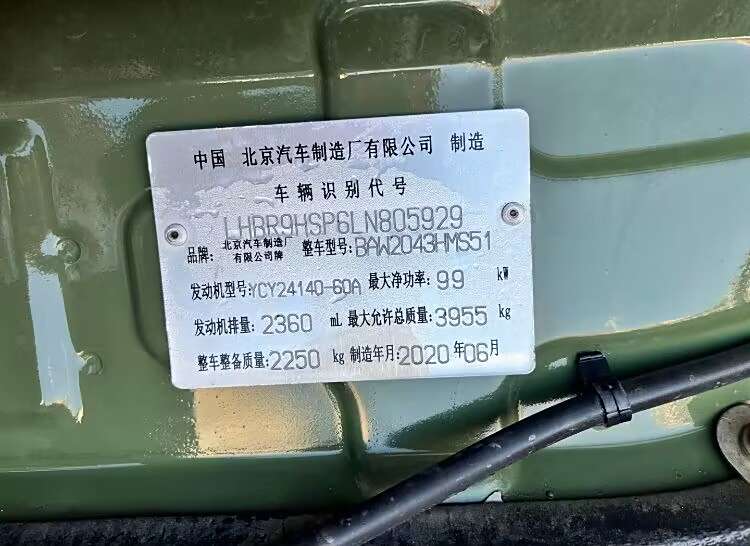 中国 北京汽车制造厂有限公司 制造
车辆识别代号
LHBR9HSP6LN805929
品牌: 北京汽车制造厂有限公司牌 整车型号: BAW2043HMS51
发动机型号: YCY24140-60A 最大净功率: 99 kW
发动机排量: 2360 mL 最大允许总质量: 3955 kg
整车整备质量: 2250 kg 制造年月: 2020年06月